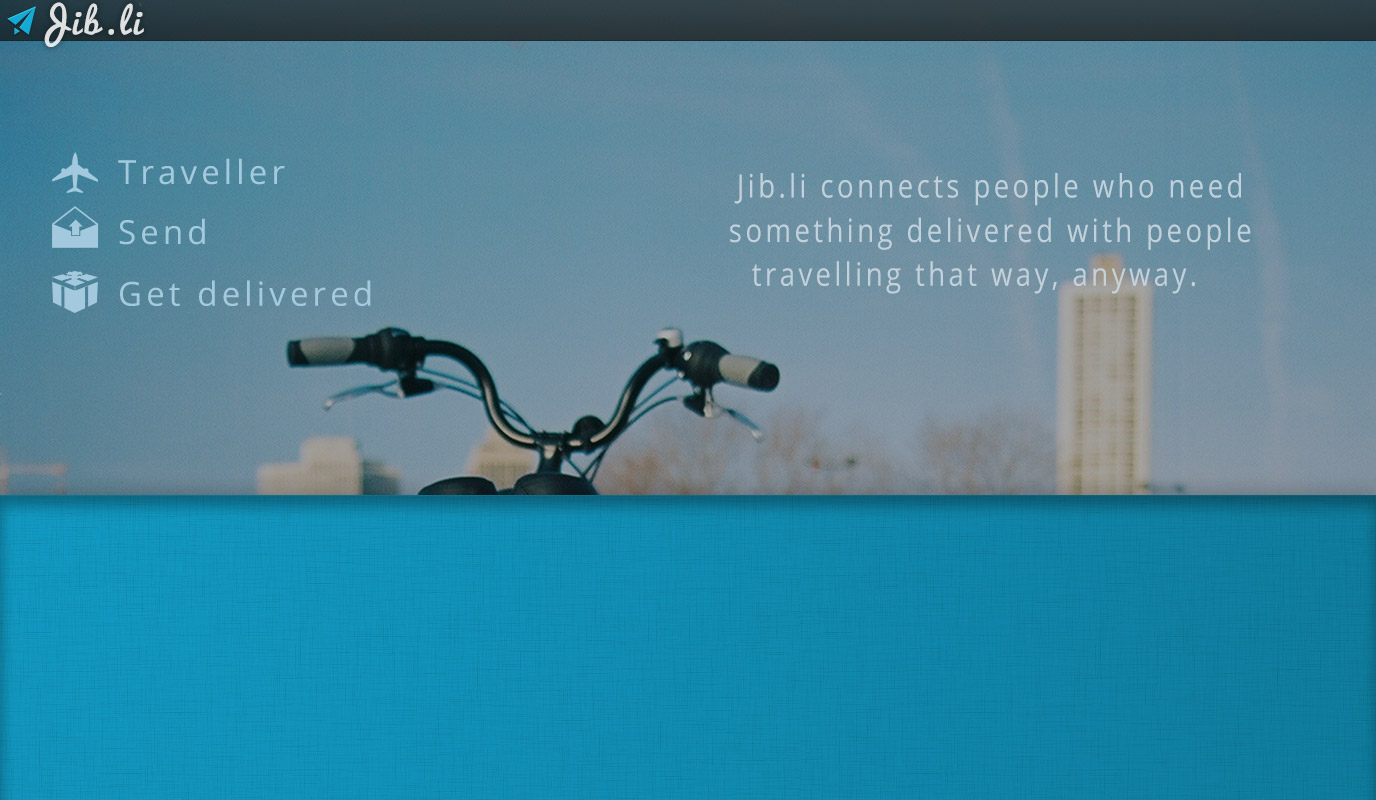 Jib.li
Traveller
Send
Get delivered
Jib.li connects people who need
something delivered with people
travelling that way, anyway.